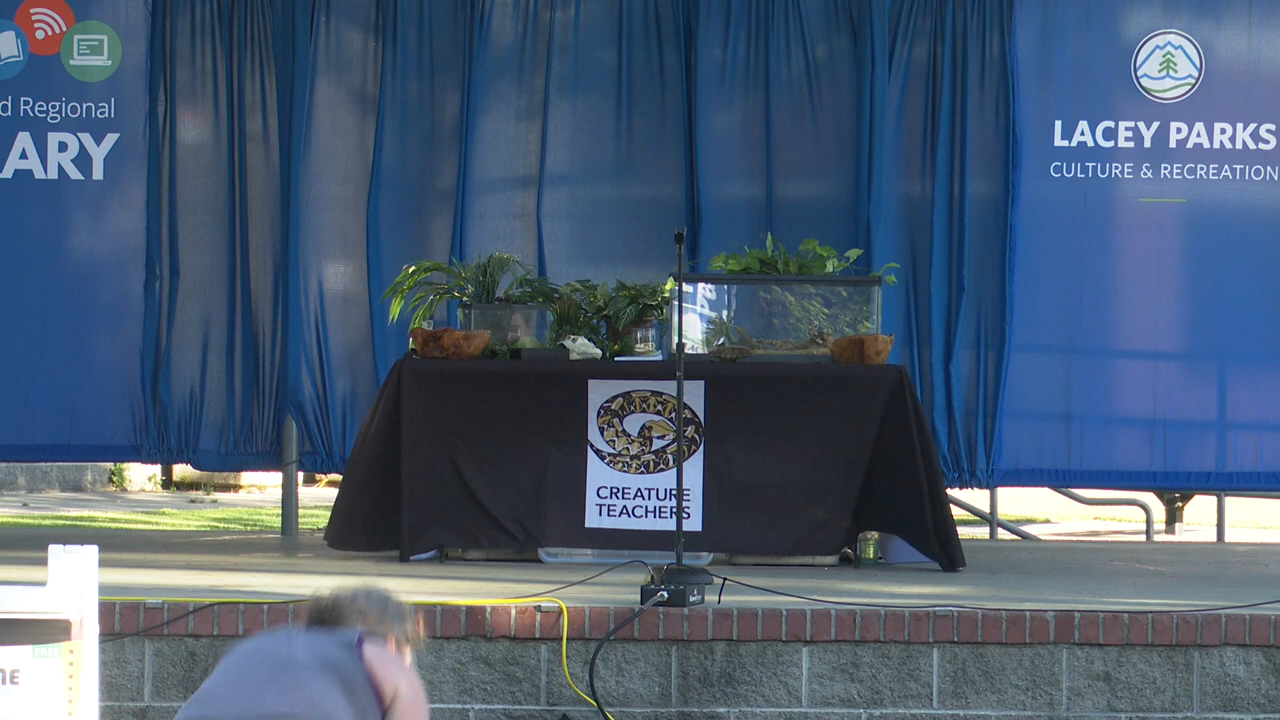 d Regional
ARY
LACEY PARKS
CULTURE & RECREATION
CREATURE
TEACHERS
FREE
NE